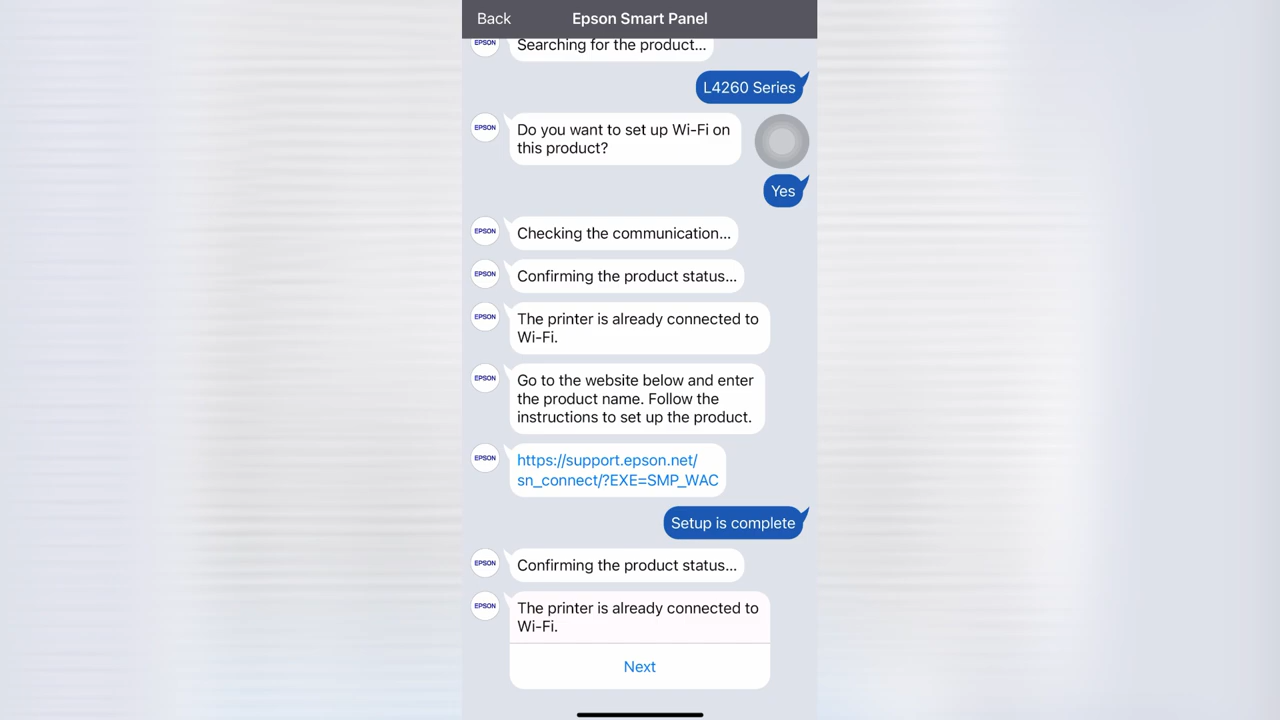 Back
Epson Smart Panel
EPSON
Searching for the product...
L4260 Series
EPSON
Do you want to set up Wi-Fi on
this product?
Yes
EPSON
Checking the communication...
EPSON
Confirming the product status...
EPSON
The printer is already connected to
Wi-Fi.
EPSON
Go to the website below and enter
the product name. Follow the
instructions to set up the product.
EPSON
https://support.epson.net/
sn_connect/?EXE=SMP_WAC
Setup is complete
EPSON
Confirming the product status...
EPSON
The printer is already connected to
Wi-Fi.
Next